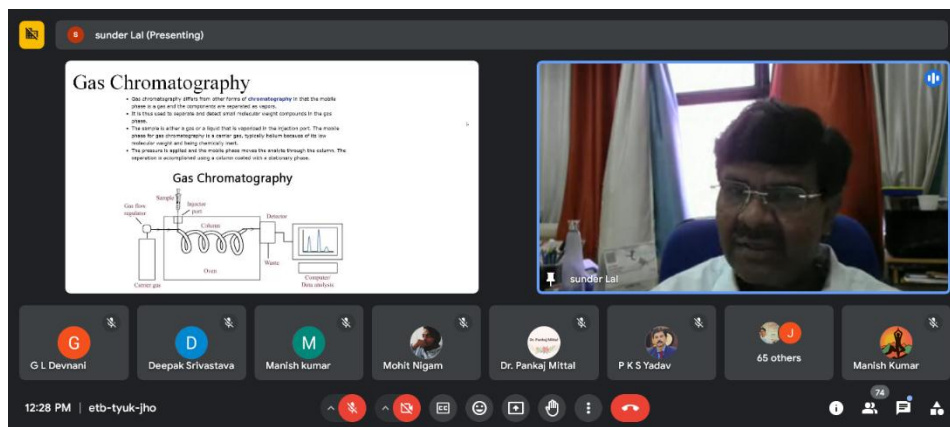 S sunder Lal (Presenting)
Gas Chromatography
Gas chromatography differs from other forms of chromatography in that the mobile
phase is a gas and the components are separated as vapors.
It is thus used to separate and detect small molecular weight compounds in the gas
phase.
The sample is either a gas or a liquid that is vaporized in the injection port. The mobile
phase for gas chromatography is a carrier gas, typically helium because of its low
molecular weight and being chemically inert.
The pressure is applied and the mobile phase moves the analyte through the column. The
separation is accomplished using a column coated with a stationary phase.
Gas Chromatography
Sample
Gas flow
regulator
Injector
port
Column
Detector
Oven
Waste
Carrier gas
Computer/
Data analysis
sunder Lal
G
G L Devnani
D
Deepak Srivastava
M
Manish kumar
Mohit Nigam
Dr. Pankaj Mittal
Dr. Pankaj Mittal
P K S Yadav
J
65 others
Manish Kumar
12:28 PM | etb-tyuk-jho
CC
74